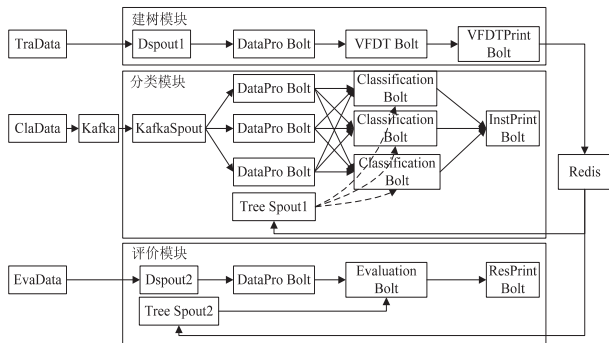 建树模块
TraData
Dspout1
DataPro Bolt
VFDT Bolt
VFDTPrint
Bolt
分类模块
ClaData
Kafka
KafkaSpout
DataPro Bolt
DataPro Bolt
DataPro Bolt
Classification
Bolt
Classification
Bolt
Classification
Bolt
InstPrint
Bolt
Tree Spout1
Redis
评价模块
EvaData
Dspout2
DataPro Bolt
Evaluation
Bolt
ResPrint
Bolt
Tree Spout2